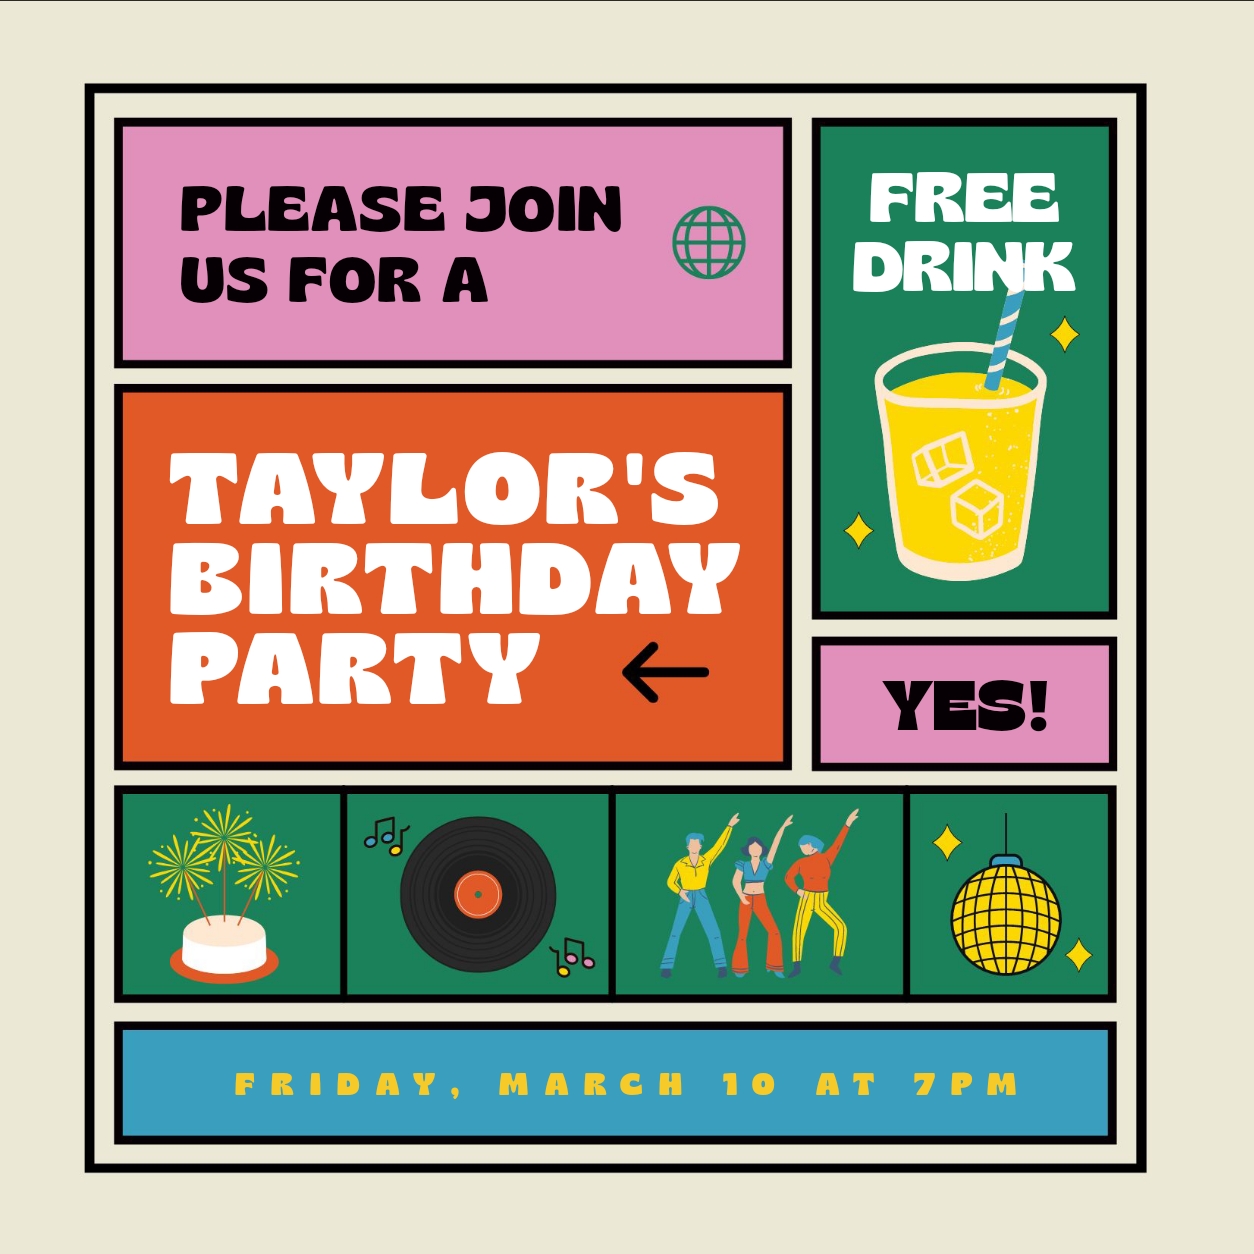 PLEASE JOIN
US FOR A
FREE
DRINK
TAYLOR'S
BIRTHDAY
PARTY
YES!
FRIDAY, MARCH 10 AT 7PM